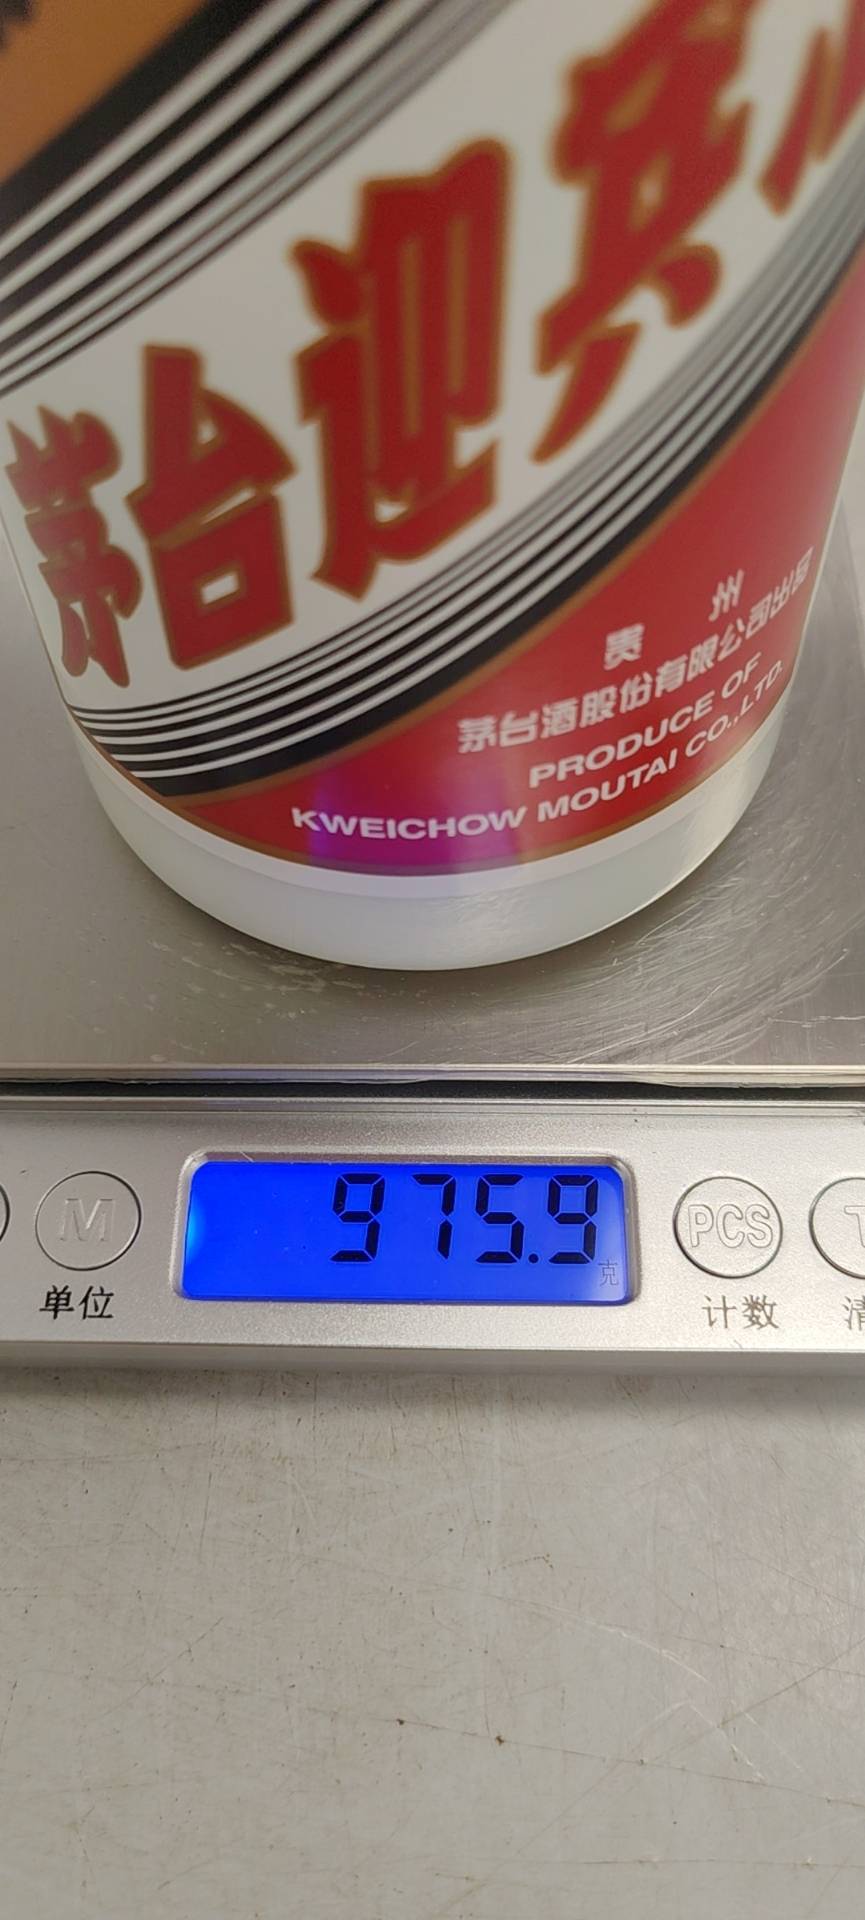 茅台迎宾
贵州
茅台酒股份有限公司出品
PRODUCE OF
KWEICHOW MOUTAI CO.,LTD.
975.9
克
M
PCS
单位
计数